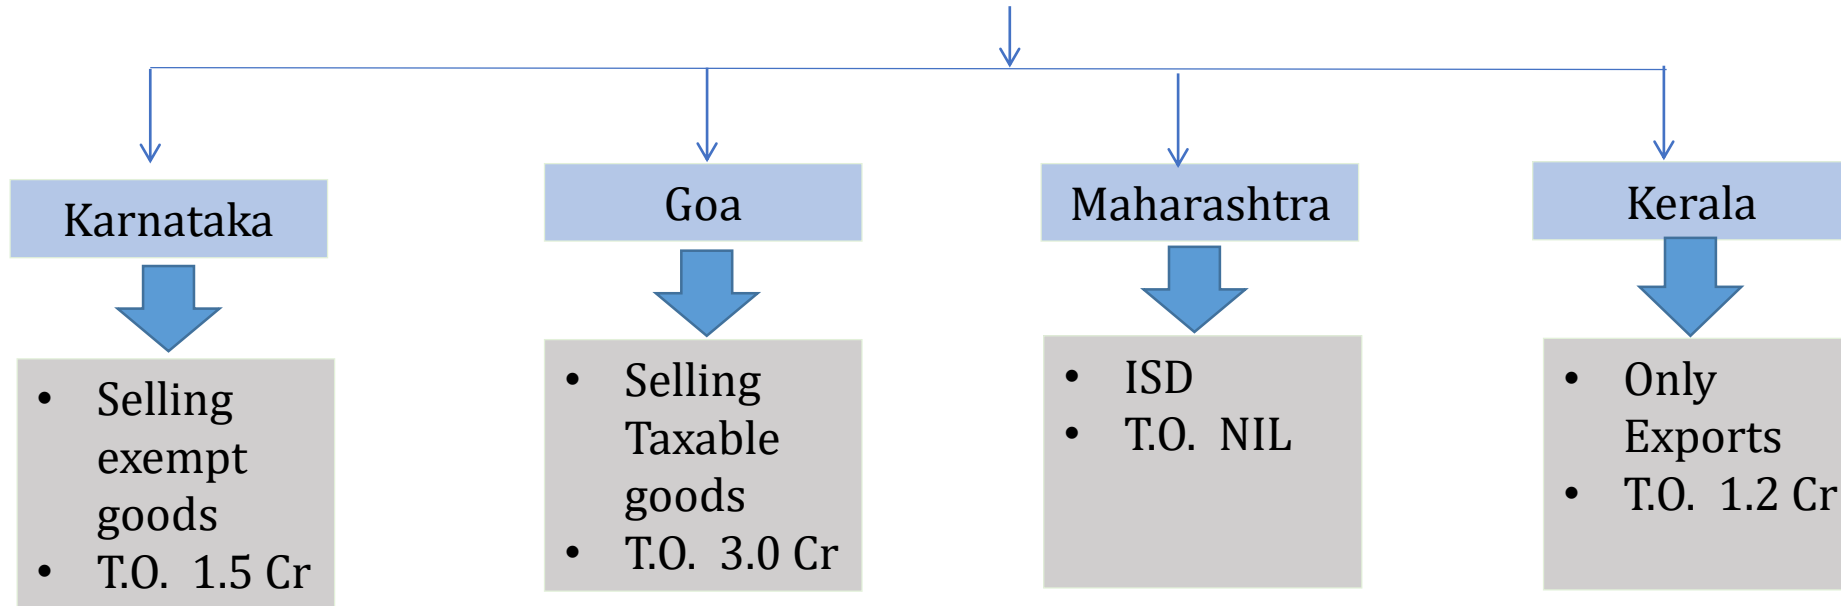 Karnataka
Goa
Maharashtra
Kerala
• Selling
exempt
goods
• T.O. 1.5 Cr
• Selling
Taxable
goods
• T.O. 3.0 Cr
• ISD
• T.O. NIL
• Only
Exports
• T.O. 1.2 Cr